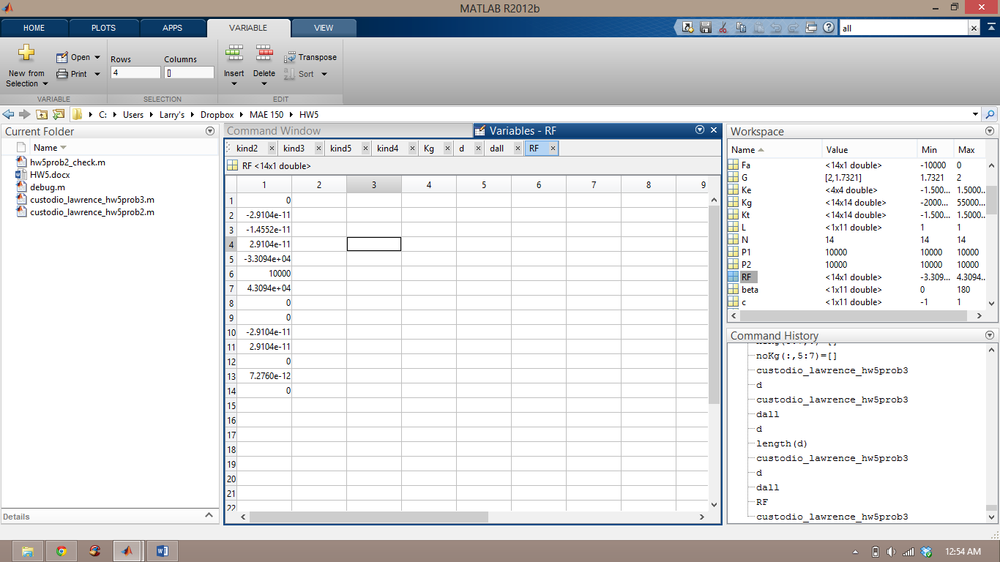 MATLAB R2012b
HOME PLOTS APPS VARIABLE VIEW all
New from Selection Open Print Rows 4 Columns [] Insert Delete Transpose Sort
VARIABLE SELECTION EDIT
C: Users Larry's Dropbox MAE 150 HW5
Current Folder
Name
hw5prob2_check.m
HW5.docx
debug.m
custodio_lawrence_hw5prob3.m
custodio_lawrence_hw5prob2.m
Details
Command Window Variables - RF
kind2 kind3 kind5 kind4 Kg d dall RF
RF <14x1 double>
1 2 3 4 5 6 7 8 9
1 0
2 -2.9104e-11
3 -1.4552e-11
4 2.9104e-11
5 -3.3094e+04
6 10000
7 4.3094e+04
8 0
9 0
10 -2.9104e-11
11 2.9104e-11
12 0
13 7.2760e-12
14 0
15
16
17
18
19
20
21
22
Workspace
Name Value Min Max
Fa <14x1 double> -10000 0
G [2,1.7321] 1.7321 2
Ke <4x4 double> -1.500... 1.5000...
Kg <14x14 double> -2000... 55000...
Kt <14x14 double> -1.500... 1.5000...
L <1x11 double> 1 1
N 14 14 14
P1 10000 10000 10000
P2 10000 10000 10000
RF <14x1 double> -3.309... 4.3094...
beta <1x11 double> 0 180
c <1x11 double> -1 1
Command History
noKg(:,5:7)=[]
custodio_lawrence_hw5prob3
d
custodio_lawrence_hw5prob3
dall
d
length(d)
custodio_lawrence_hw5prob3
d
dall
RF
custodio_lawrence_hw5prob3
12:54 AM